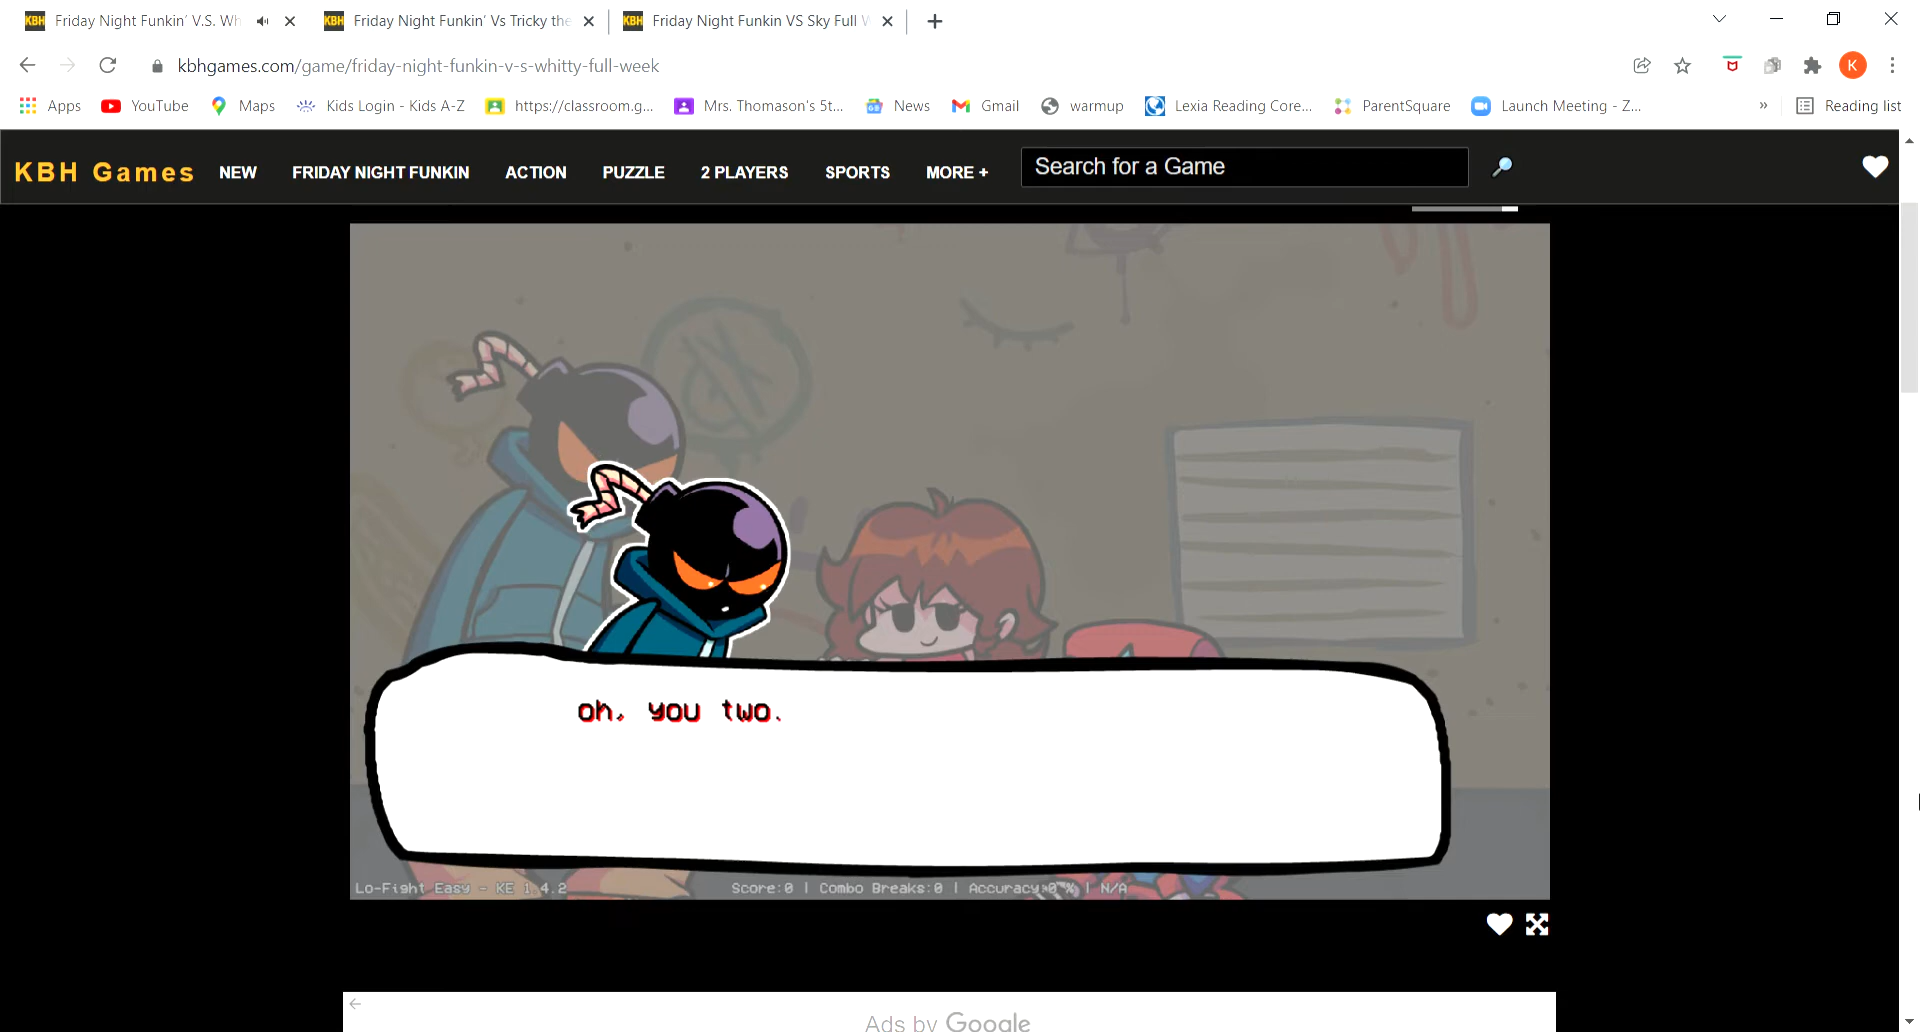 KBH Friday Night Funkin' V.S. Wh
KBH Friday Night Funkin' Vs Tricky the
KBH Friday Night Funkin VS Sky Full W
kbhgames.com/game/friday-night-funkin-v-s-whitty-full-week
K
Apps YouTube Maps Kids Login - Kids A-Z https://classroom.g... Mrs. Thomason's 5t... News Gmail warmup Lexia Reading Core... ParentSquare Launch Meeting - Z... » Reading list
KBH Games NEW FRIDAY NIGHT FUNKIN ACTION PUZZLE 2 PLAYERS SPORTS MORE + Search for a Game
oh, you two.
Lo-Fight Easy - KE 1.4.2 Score:0 | Combo Breaks:0 | Accuracy:0 % | N/A
Ads by Google